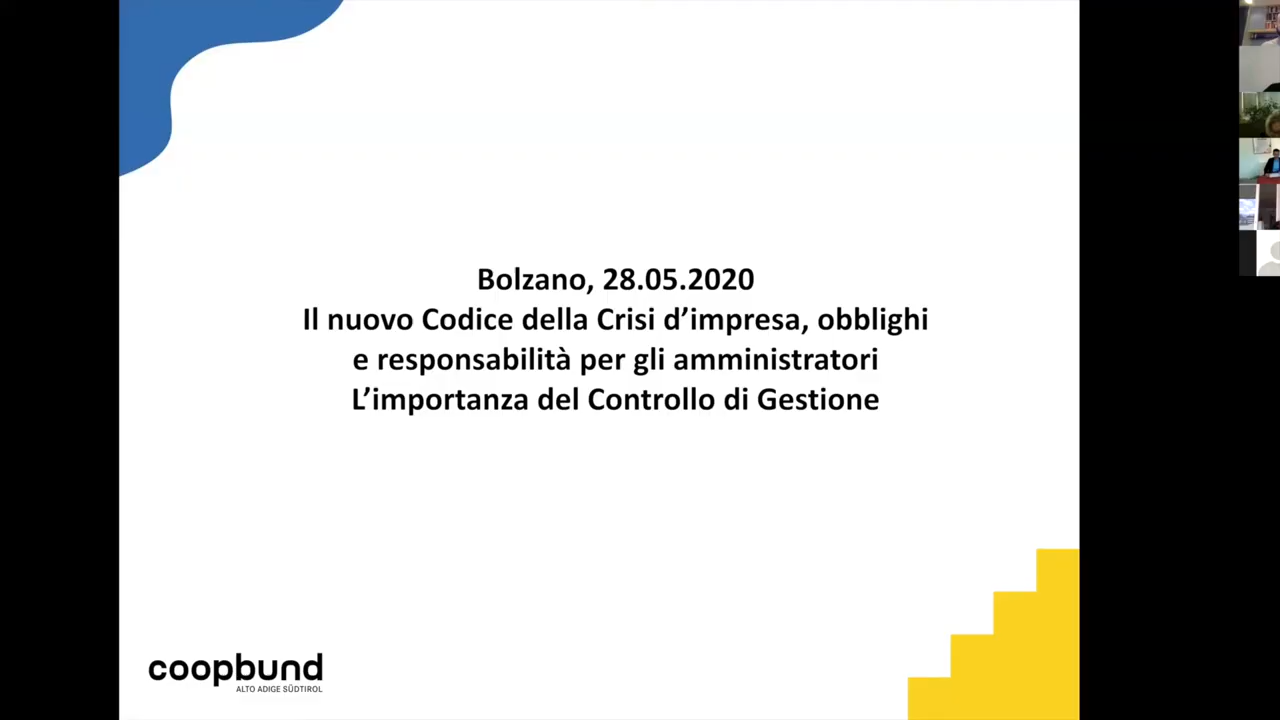 Bolzano, 28.05.2020
Il nuovo Codice della Crisi d’impresa, obblighi
e responsabilità per gli amministratori
L’importanza del Controllo di Gestione
coopbund
ALTO ADIGE SÜDTIROL